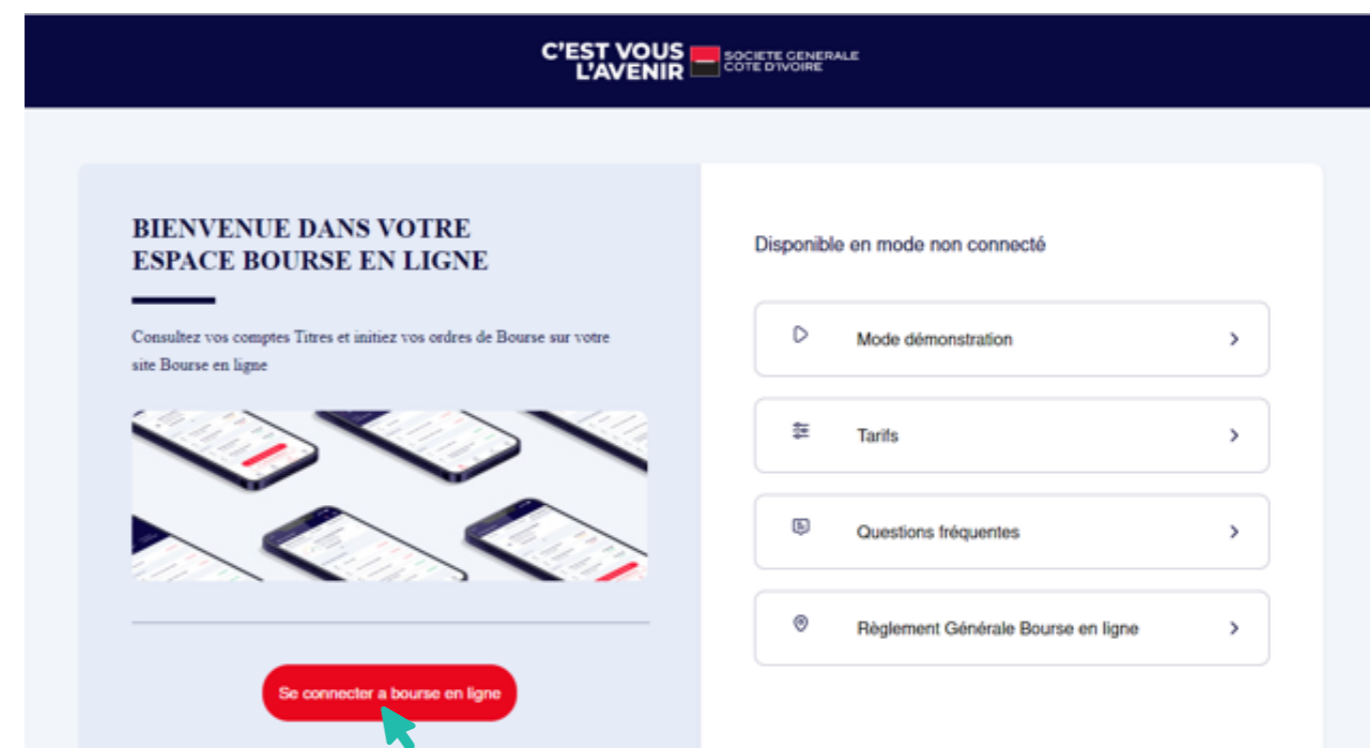 C'EST VOUS
L'AVENIR
SOCIETE GENERALE
COTE D'IVOIRE
BIENVENUE DANS VOTRE
ESPACE BOURSE EN LIGNE
Consultez vos comptes Titres et initiez vos ordres de Bourse sur votre
site Bourse en ligne
Se connecter a bourse en ligne
Disponible en mode non connecté
Mode démonstration
Tarifs
Questions fréquentes
Règlement Générale Bourse en ligne